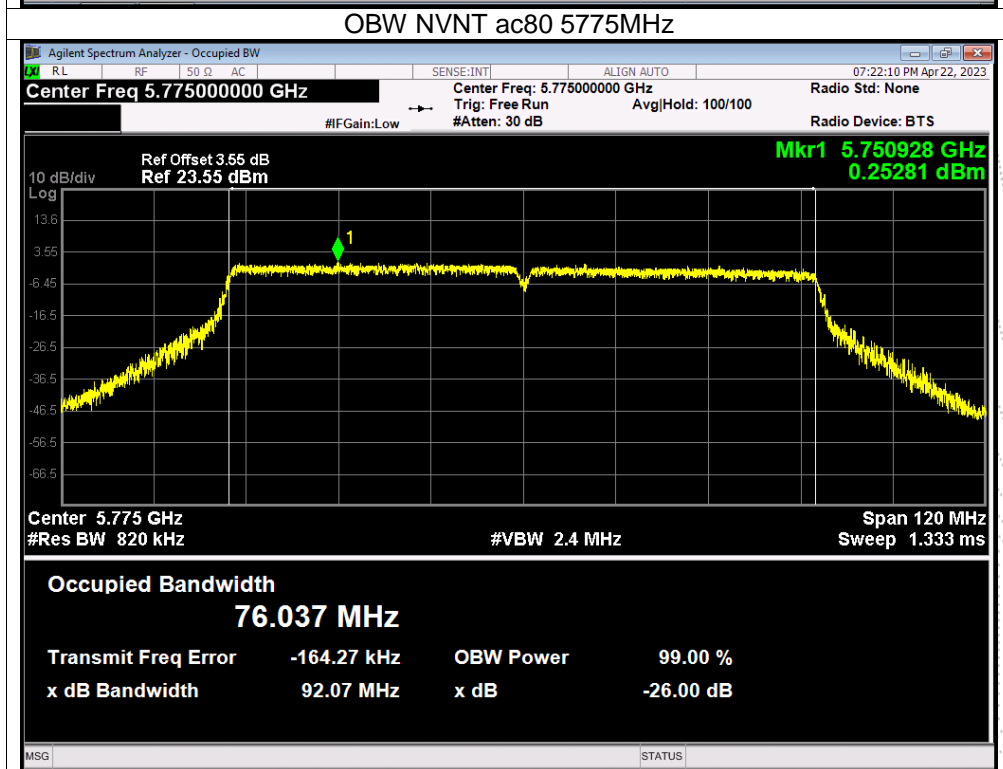 OBW NVNT ac80 5775MHz
Agilent Spectrum Analyzer - Occupied BW
LXI RL RF 50 Ω AC SENSE:INT ALIGN AUTO 07:22:10 PM Apr 22, 2023
Center Freq 5.775000000 GHz Center Freq: 5.775000000 GHz Radio Std: None
Trig: Free Run Avg|Hold: 100/100
#IFGain:Low #Atten: 30 dB Radio Device: BTS
Mkr1 5.750928 GHz
0.25281 dBm
Ref Offset 3.55 dB
10 dB/div Ref 23.55 dBm
Log
13.6
1
3.55
-6.45
-16.5
-26.5
-36.5
-46.5
-56.5
-66.5
Center 5.775 GHz Span 120 MHz
#Res BW 820 kHz #VBW 2.4 MHz Sweep 1.333 ms
Occupied Bandwidth
76.037 MHz
Transmit Freq Error -164.27 kHz OBW Power 99.00 %
x dB Bandwidth 92.07 MHz x dB -26.00 dB
MSG STATUS